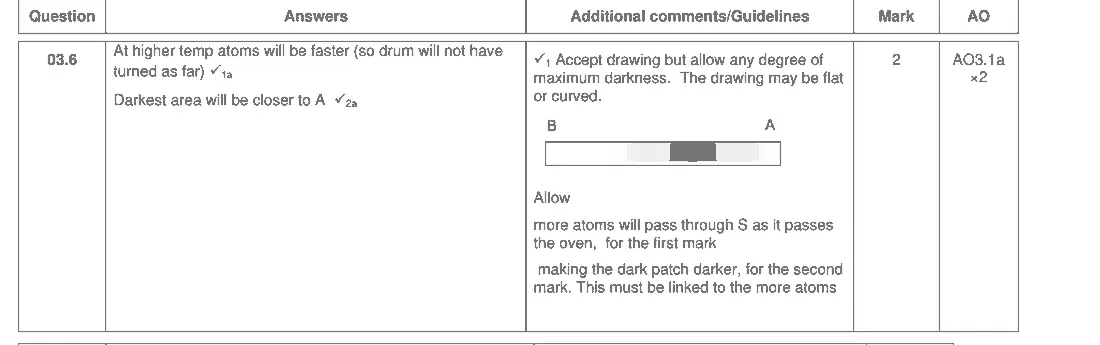 Question Answers Additional comments/Guidelines Mark AO
03.6
At higher temp atoms will be faster (so drum will not have
turned as far) ✓1a
Darkest area will be closer to A ✓2a
✓1 Accept drawing but allow any degree of
maximum darkness. The drawing may be flat
or curved.
B A
Allow
more atoms will pass through S as it passes
the oven, for the first mark
making the dark patch darker, for the second
mark. This must be linked to the more atoms
2
AO3.1a
×2